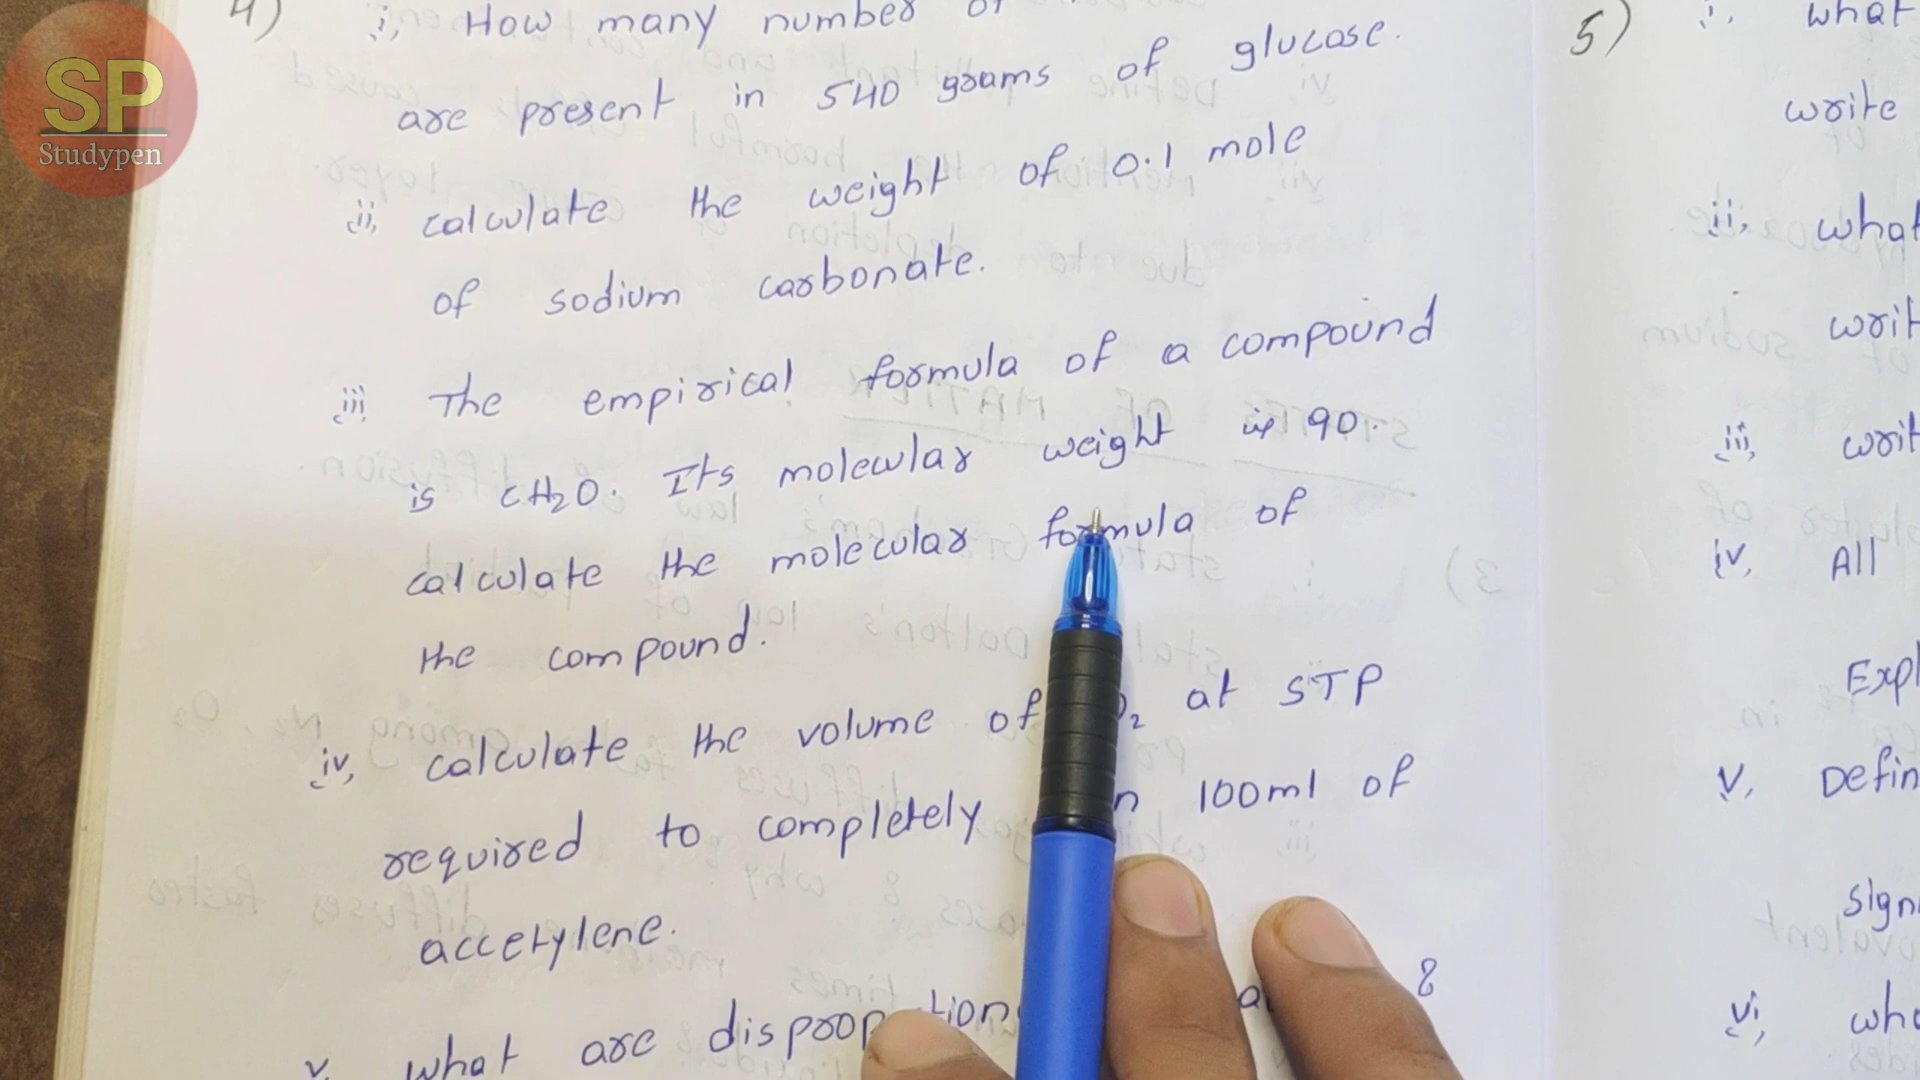 SP
Studypen
4) i, How many number of
are present in 540 grams of glucose.
ii, calculate the weight of 0.1 mole
of sodium carbonate.
iii, The empirical formula of a compound
is CH2O. Its molecular weight is 90.
calculate the molecular formula of
the compound.
iv, calculate the volume of O2 at STP
required to completely 100ml of
accetylene.
v, what are &
5) i, what
write
ii, what
writ
iii, writ
iv, All
Expl
v, Defin
Sign
vi, who